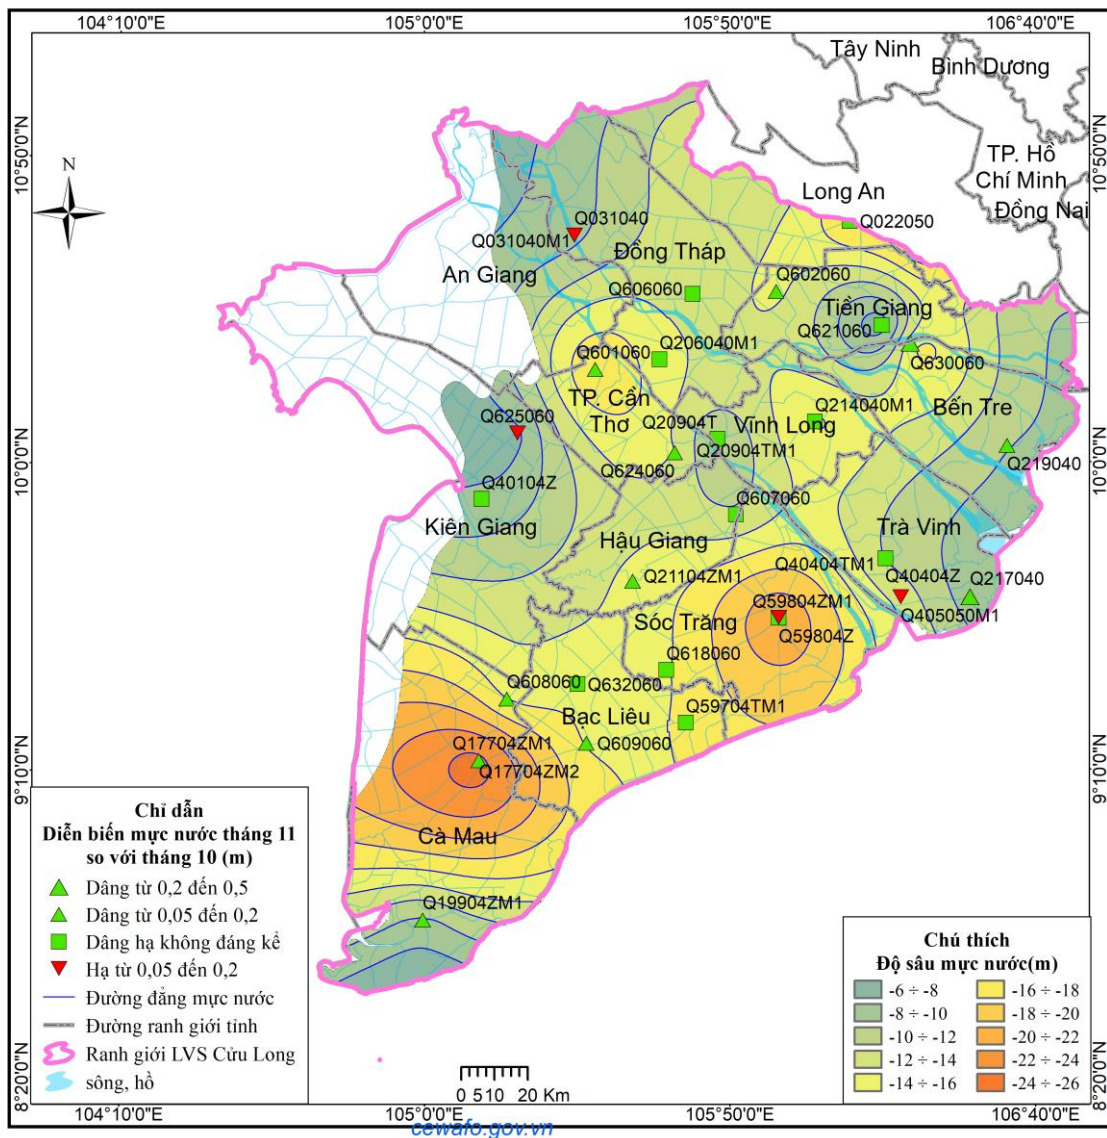 104°10'0"E
105°0'0"E
105°50'0"E
106°40'0"E
Tây Ninh
Bình Dương
10°50'0"N
10°50'0"N
N
TP. Hồ
Chí Minh
Long An
Đồng Nai
Q022050
Q031040
Q031040M1
Đồng Tháp
An Giang
Q602060
Q606060
Tiền Giang
Q621060
Q206040M1
Q601060
Q630060
TP. Cần
Thơ
Q625060
Q214040M1
Bến Tre
Q20904T
Vĩnh Long
Q20904TM1
10°0'0"N
10°0'0"N
Q624060
Q219040
Q40104Z
Q607060
Kiên Giang
Trà Vinh
Hậu Giang
Q40404TM1
Q21104ZM1
Q40404Z
Q217040
Q59804ZM1
Q405050M1
Sóc Trăng
Q59804Z
Q618060
Q608060
Q632060
Q59704TM1
Bạc Liêu
Q17704ZM1
Q609060
Q17704ZM2
9°10'0"N
9°10'0"N
Cà Mau
Q19904ZM1
Chỉ dẫn
Diễn biến mực nước tháng 11
so với tháng 10 (m)
Dâng từ 0,2 đến 0,5
Dâng từ 0,05 đến 0,2
Dâng hạ không đáng kể
Hạ từ 0,05 đến 0,2
Đường đẳng mực nước
Đường ranh giới tỉnh
Ranh giới LVS Cửu Long
sông, hồ
Chú thích
Độ sâu mực nước(m)
-6 ÷ -8
-16 ÷ -18
-8 ÷ -10
-18 ÷ -20
-10 ÷ -12
-20 ÷ -22
-12 ÷ -14
-22 ÷ -24
-14 ÷ -16
-24 ÷ -26
0 510 20 Km
8°20'0"N
8°20'0"N
104°10'0"E
105°0'0"E
105°50'0"E
106°40'0"E
cewafo.gov.vn